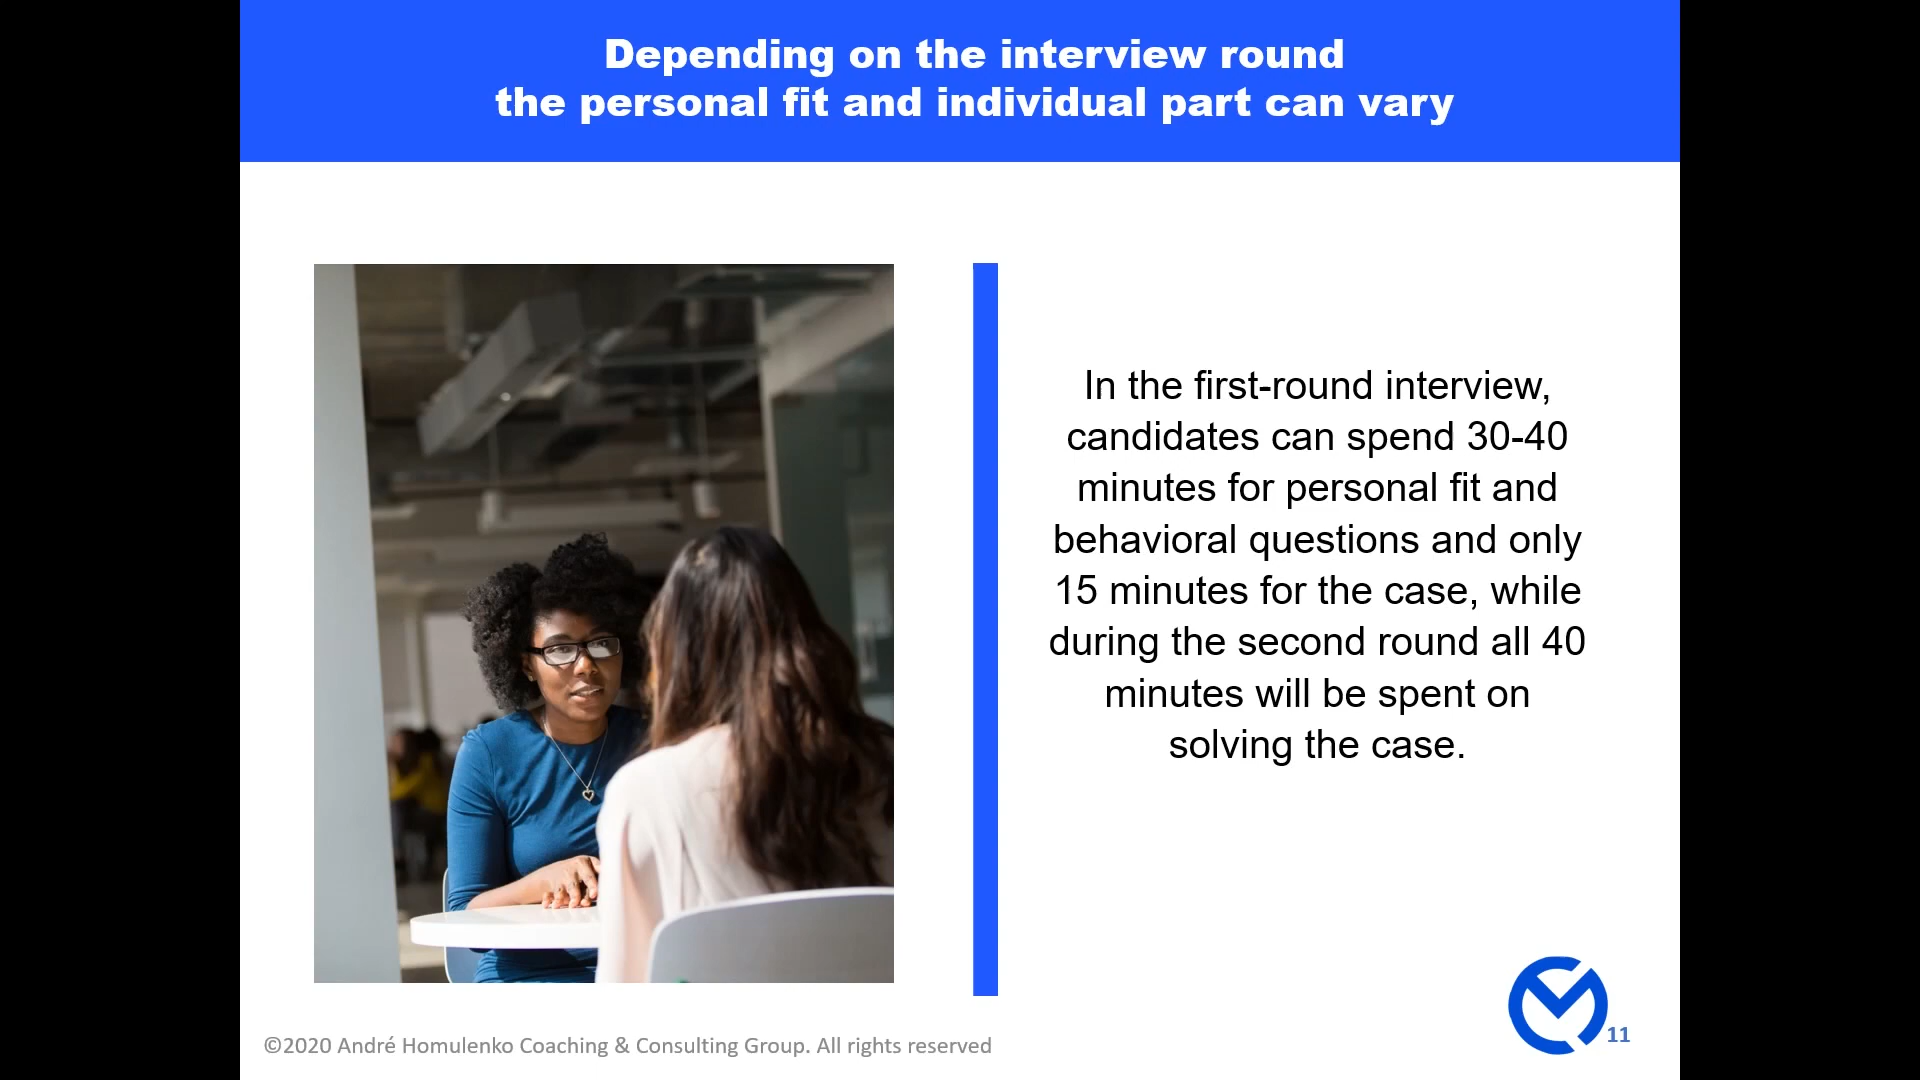 Depending on the interview round
the personal fit and individual part can vary
In the first-round interview,
candidates can spend 30-40
minutes for personal fit and
behavioral questions and only
15 minutes for the case, while
during the second round all 40
minutes will be spent on
solving the case.
©2020 André Homulenko Coaching & Consulting Group. All rights reserved
11